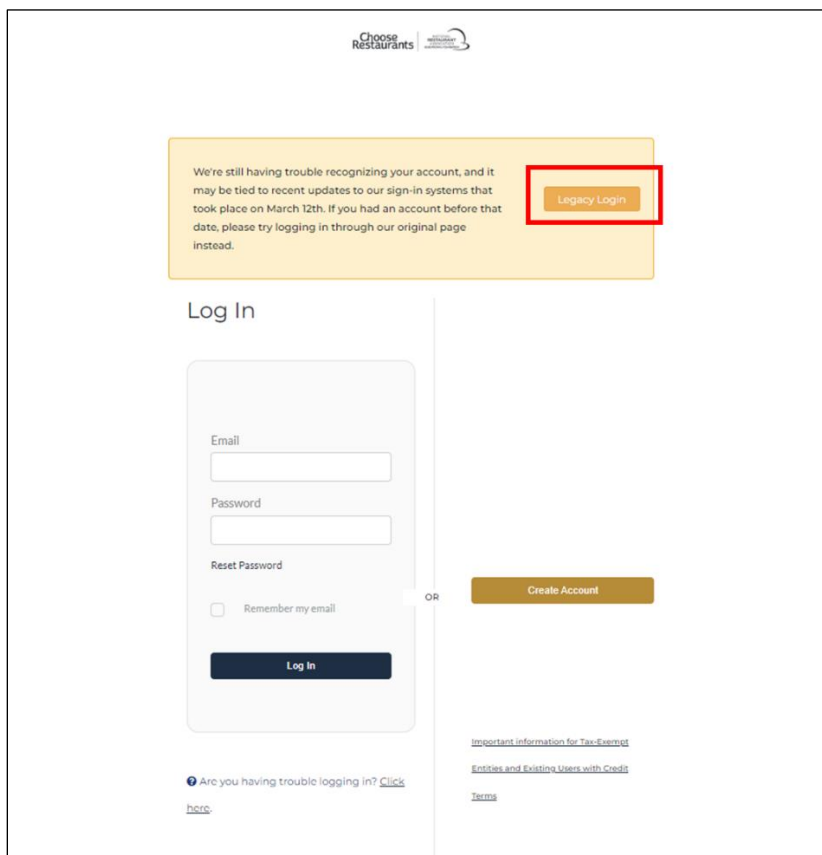 Choose
Restaurants
NATIONAL
RESTAURANT
ASSOCIATION
We're still having trouble recognizing your account, and it
may be tied to recent updates to our sign-in systems that
took place on March 12th. If you had an account before that
date, please try logging in through our original page
instead.
Legacy Login
Log In
Email
Password
Reset Password
Remember my email
Log In
OR
Create Account
Important information for Tax-Exempt
Entities and Existing Users with Credit
Terms
Are you having trouble logging in? Click
here.